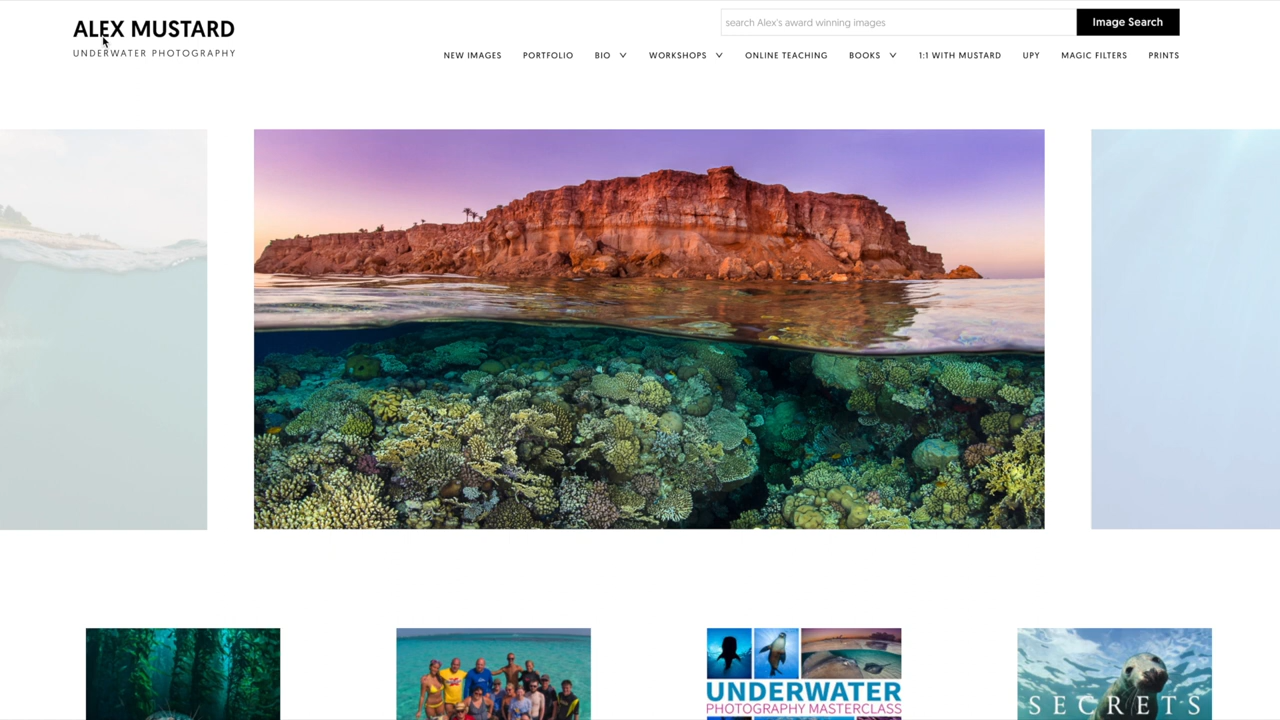 ALEX MUSTARD
UNDERWATER PHOTOGRAPHY
search Alex's award winning images
Image Search
NEW IMAGES
PORTFOLIO
BIO
WORKSHOPS
ONLINE TEACHING
BOOKS
1:1 WITH MUSTARD
UPY
MAGIC FILTERS
PRINTS
UNDERWATER
PHOTOGRAPHY MASTERCLASS
SECRETS